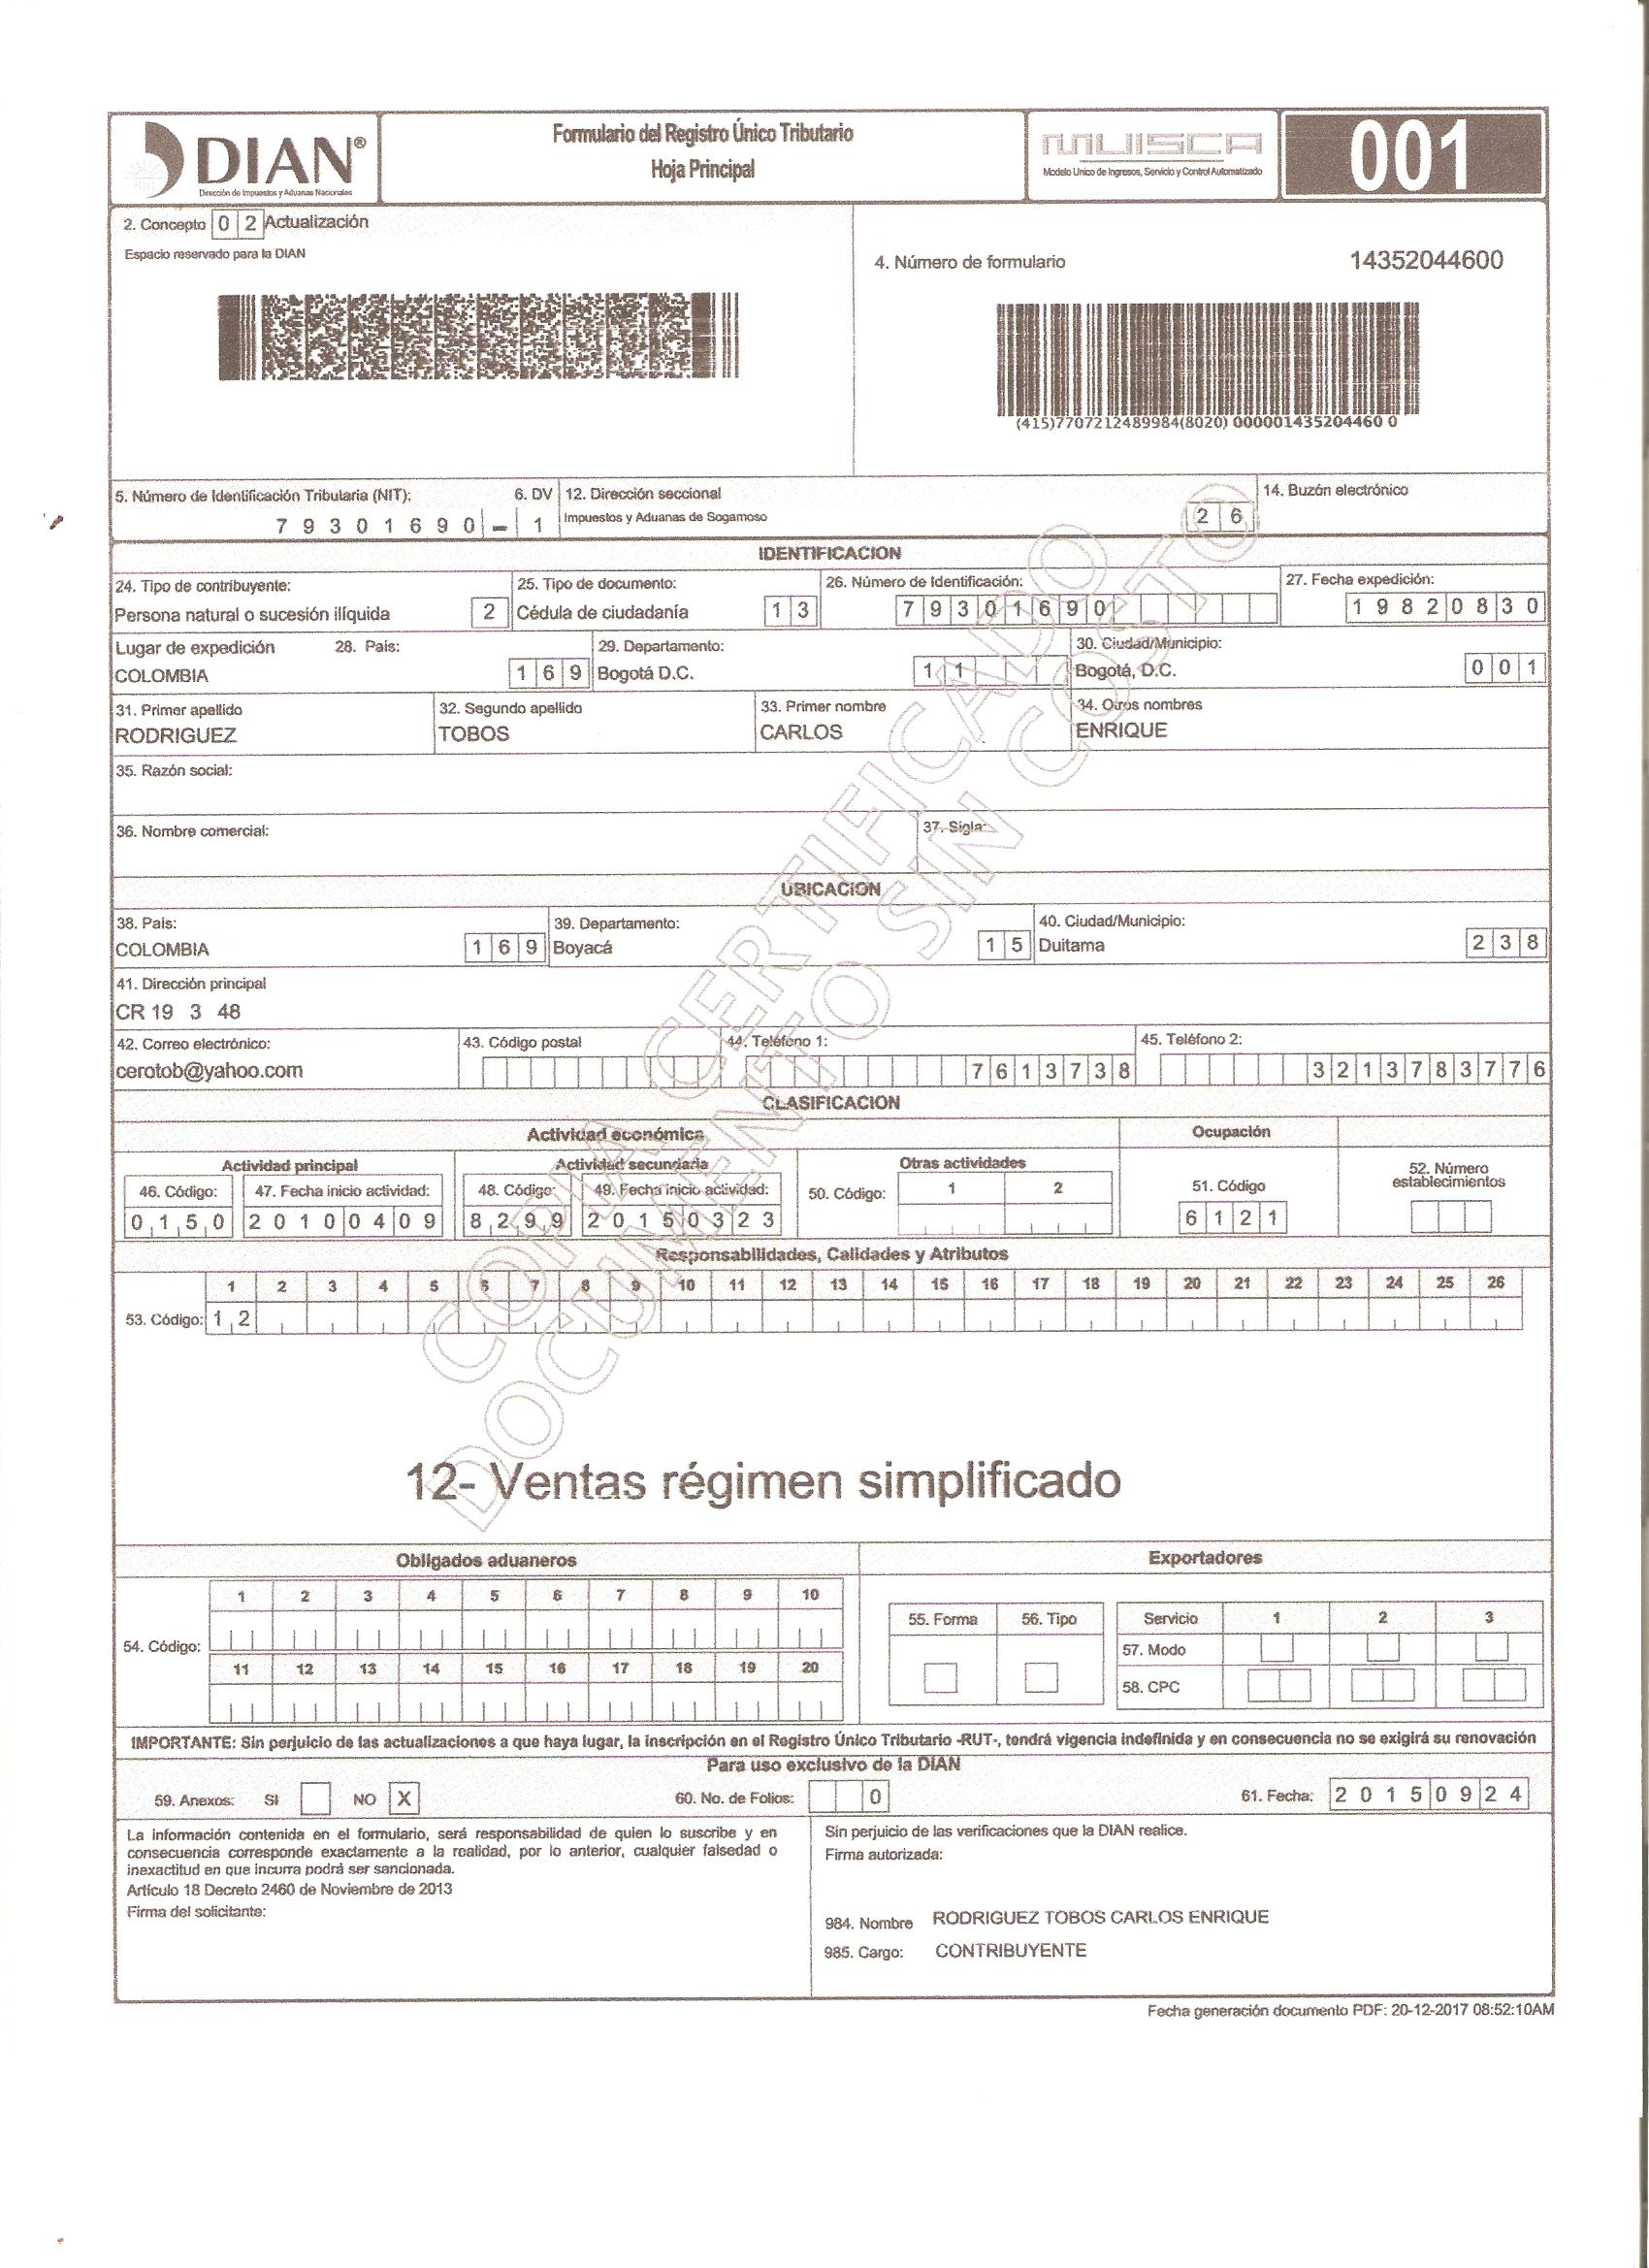 DIAN®
Dirección de Impuestos y Aduanas Nacionales
Formulario del Registro Único Tributario
Hoja Principal
MUISCA
Modelo Unico de Ingresos, Servicio y Control Automatizado
001
2. Concepto 0 2 Actualización
Espacio reservado para la DIAN
4. Número de formulario 14352044600
(415)7707212489984(8020) 000001435204460 0
5. Número de Identificación Tributaria (NIT): 6. DV 12. Dirección seccional 14. Buzón electrónico
7 9 3 0 1 6 9 0 - 1 Impuestos y Aduanas de Sogamoso 2 6
IDENTIFICACION
24. Tipo de contribuyente: 25. Tipo de documento: 26. Número de Identificación: 27. Fecha expedición:
Persona natural o sucesión ilíquida 2 Cédula de ciudadanía 1 3 7 9 3 0 1 6 9 0 1 9 8 2 0 8 3 0
Lugar de expedición 28. País: 29. Departamento: 30. Ciudad/Municipio:
COLOMBIA 1 6 9 Bogotá D.C. 1 1 Bogotá, D.C. 0 0 1
31. Primer apellido 32. Segundo apellido 33. Primer nombre 34. Otros nombres
RODRIGUEZ TOBOS CARLOS ENRIQUE
35. Razón social:
36. Nombre comercial: 37. Sigla:
UBICACION
38. País: 39. Departamento: 40. Ciudad/Municipio:
COLOMBIA 1 6 9 Boyacá 1 5 Duitama 2 3 8
41. Dirección principal
CR 19 3 48
42. Correo electrónico: 43. Código postal 44. Teléfono 1: 45. Teléfono 2:
cerotob@yahoo.com 7 6 1 3 7 3 8 3 2 1 3 7 8 3 7 7 6
CLASIFICACION
Actividad económica Ocupación
Actividad principal Actividad secundaria Otras actividades 52. Número establecimientos
46. Código: 47. Fecha inicio actividad: 48. Código: 49. Fecha inicio actividad: 50. Código: 1 2 51. Código
0 1 5 0 2 0 1 0 0 4 0 9 8 2 9 9 2 0 1 5 0 3 2 3 6 1 2 1
Responsabilidades, Calidades y Atributos
1 2 3 4 5 6 7 8 9 10 11 12 13 14 15 16 17 18 19 20 21 22 23 24 25 26
53. Código: 1 2
12- Ventas régimen simplificado
COPIA CERTIFICADO
DOCUMENTO SIN COSTO
Obligados aduaneros Exportadores
1 2 3 4 5 6 7 8 9 10
55. Forma 56. Tipo Servicio 1 2 3
54. Código: 57. Modo
11 12 13 14 15 16 17 18 19 20
58. CPC
IMPORTANTE: Sin perjuicio de las actualizaciones a que haya lugar, la inscripción en el Registro Único Tributario -RUT-, tendrá vigencia indefinida y en consecuencia no se exigirá su renovación
Para uso exclusivo de la DIAN
59. Anexos: SI NO X 60. No. de Folios: 0 61. Fecha: 2 0 1 5 0 9 2 4
La información contenida en el formulario, será responsabilidad de quien lo suscribe y en
consecuencia corresponde exactamente a la realidad, por lo anterior, cualquier falsedad o
inexactitud en que incurra podrá ser sancionada.
Artículo 18 Decreto 2460 de Noviembre de 2013
Firma del solicitante:
Sin perjuicio de las verificaciones que la DIAN realice.
Firma autorizada:
984. Nombre RODRIGUEZ TOBOS CARLOS ENRIQUE
985. Cargo: CONTRIBUYENTE
Fecha generación documento PDF: 20-12-2017 08:52:10AM